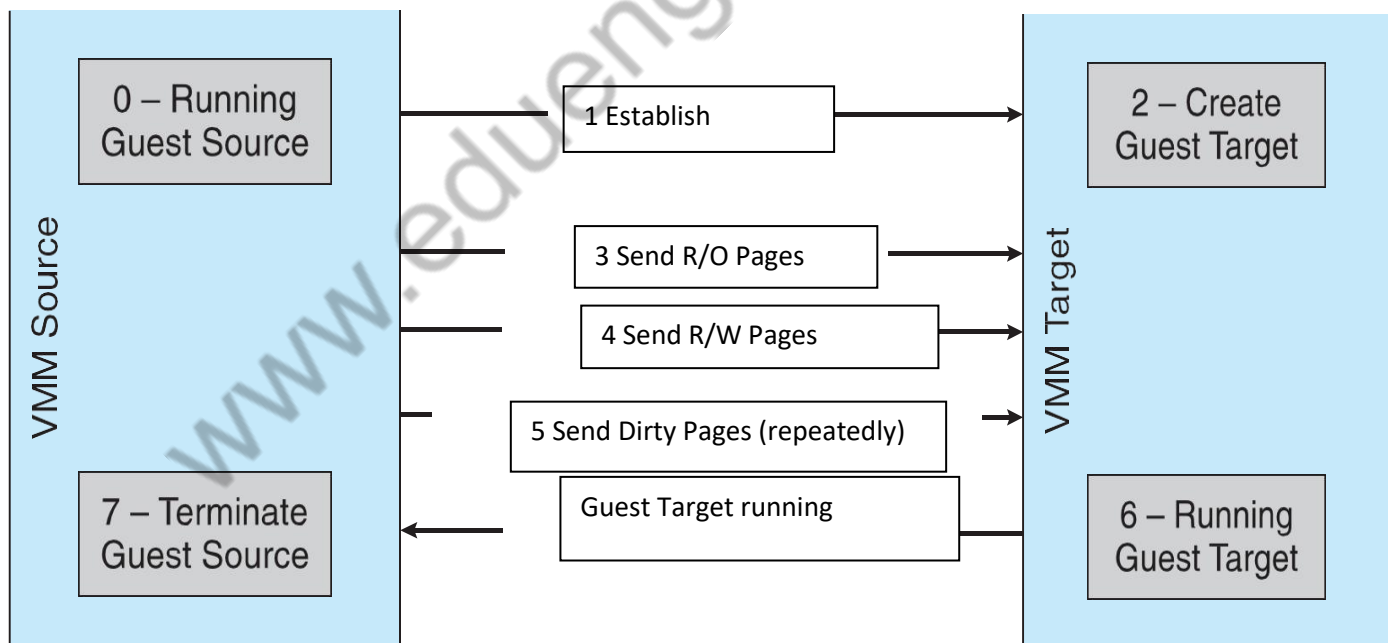 0 – Running
Guest Source
1 Establish
2 – Create
Guest Target
3 Send R/O Pages
VMM Source
4 Send R/W Pages
VMM Target
5 Send Dirty Pages (repeatedly)
7 – Terminate
Guest Source
Guest Target running
6 – Running
Guest Target
www.edueng